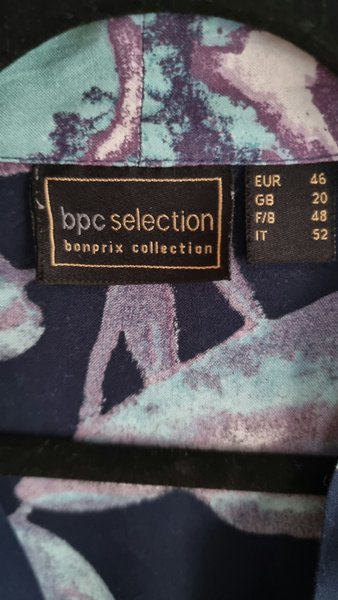 bpc selection
bonprix collection
EUR 46
GB 20
F/B 48
IT 52